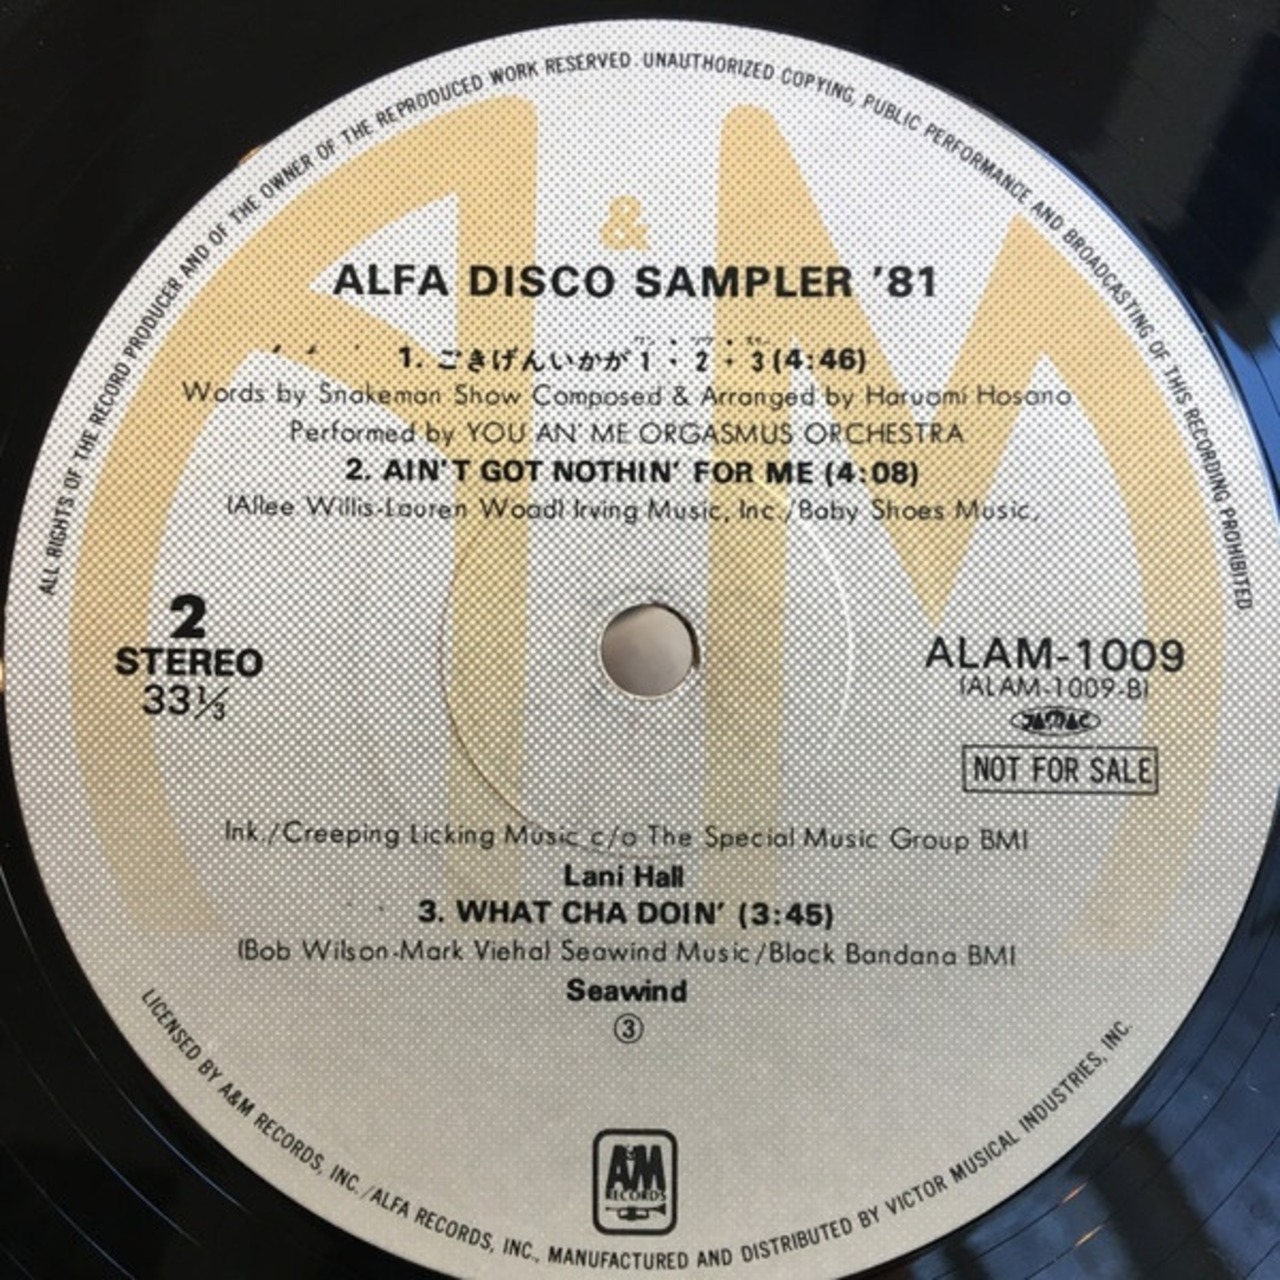 ALL RIGHTS OF THE RECORD PRODUCER AND OF THE OWNER OF THE REPRODUCED WORK RESERVED UNAUTHORIZED COPYING, PUBLIC PERFORMANCE AND BROADCASTING OF THIS RECORDING PROHIBITED
&
ALFA DISCO SAMPLER '81
1. ごきげんいかが1・2・3 (4:46)
Words by Snakeman Show Composed & Arranged by Haruomi Hosono
Performed by YOU AN' ME ORGASMUS ORCHESTRA
2. AIN'T GOT NOTHIN' FOR ME (4:08)
(Allee Willis-Lauren Wood) Irving Music, Inc./Baby Shoes Music,
2
STEREO
33⅓
ALAM-1009
(ALAM-1009-B)
NOT FOR SALE
Ink./Creeping Licking Music c/o The Special Music Group BMI
Lani Hall
3. WHAT CHA DOIN' (3:45)
(Bob Wilson-Mark Viehal Seawind Music/Black Bandana BMI
Seawind
③
A&M
RECORDS
LICENSED BY A&M RECORDS, INC./ALFA RECORDS, INC., MANUFACTURED AND DISTRIBUTED BY VICTOR MUSICAL INDUSTRIES, INC.